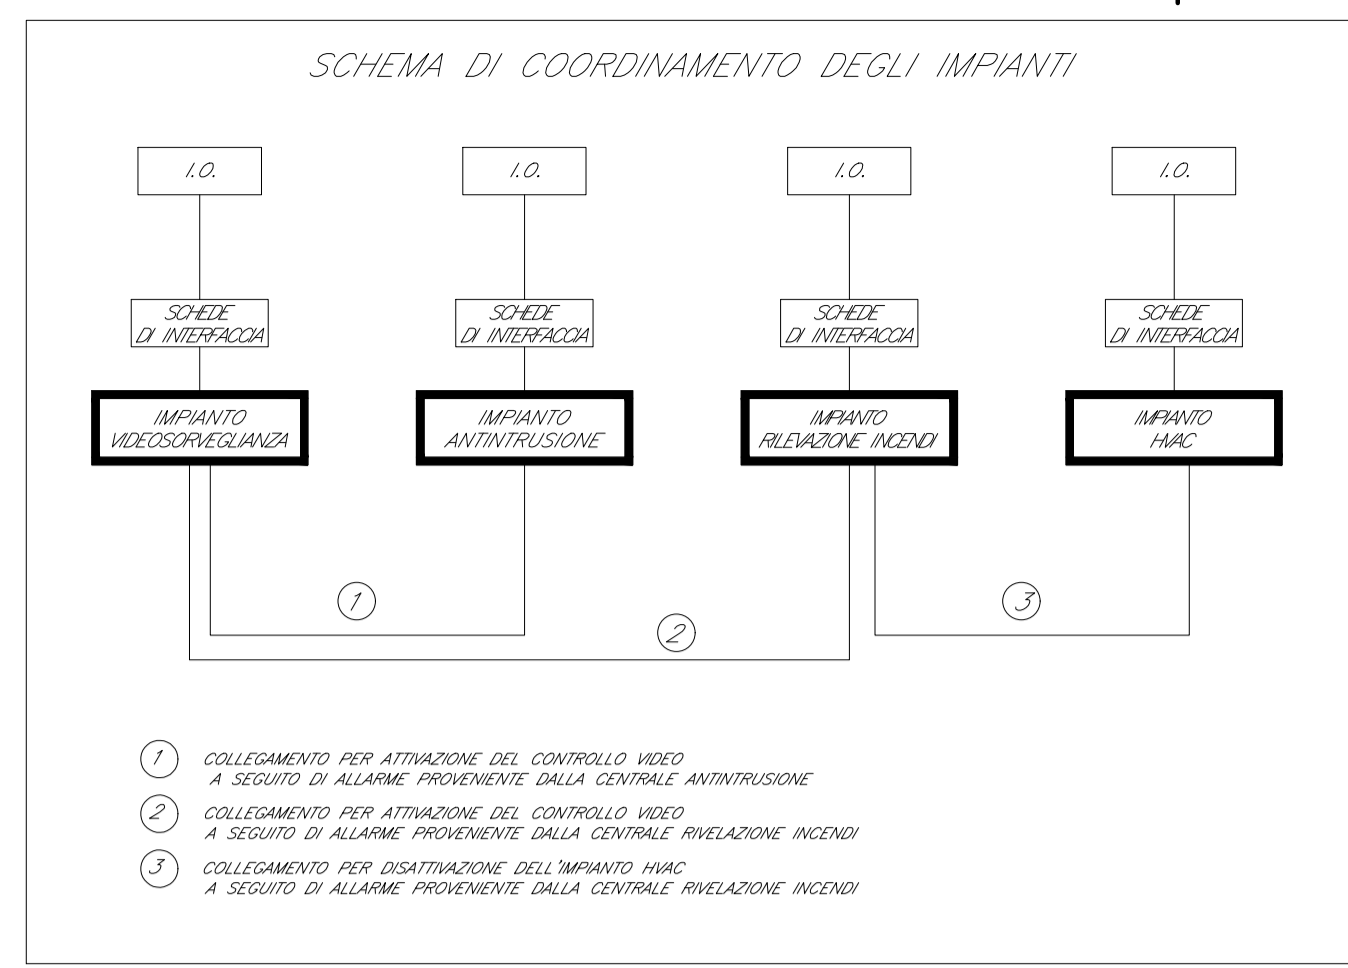 SCHEMA DI COORDINAMENTO DEGLI IMPIANTI
I.O.
I.O.
I.O.
I.O.
SCHEDE
DI INTERFACCIA
SCHEDE
DI INTERFACCIA
SCHEDE
DI INTERFACCIA
SCHEDE
DI INTERFACCIA
IMPIANTO
VIDEOSORVEGLIANZA
IMPIANTO
ANTINTRUSIONE
IMPIANTO
RILEVAZIONE INCENDI
IMPIANTO
HVAC
1
2
3
1 COLLEGAMENTO PER ATTIVAZIONE DEL CONTROLLO VIDEO
A SEGUITO DI ALLARME PROVENIENTE DALLA CENTRALE ANTINTRUSIONE
2 COLLEGAMENTO PER ATTIVAZIONE DEL CONTROLLO VIDEO
A SEGUITO DI ALLARME PROVENIENTE DALLA CENTRALE RIVELAZIONE INCENDI
3 COLLEGAMENTO PER DISATTIVAZIONE DELL'IMPIANTO HVAC
A SEGUITO DI ALLARME PROVENIENTE DALLA CENTRALE RIVELAZIONE INCENDI